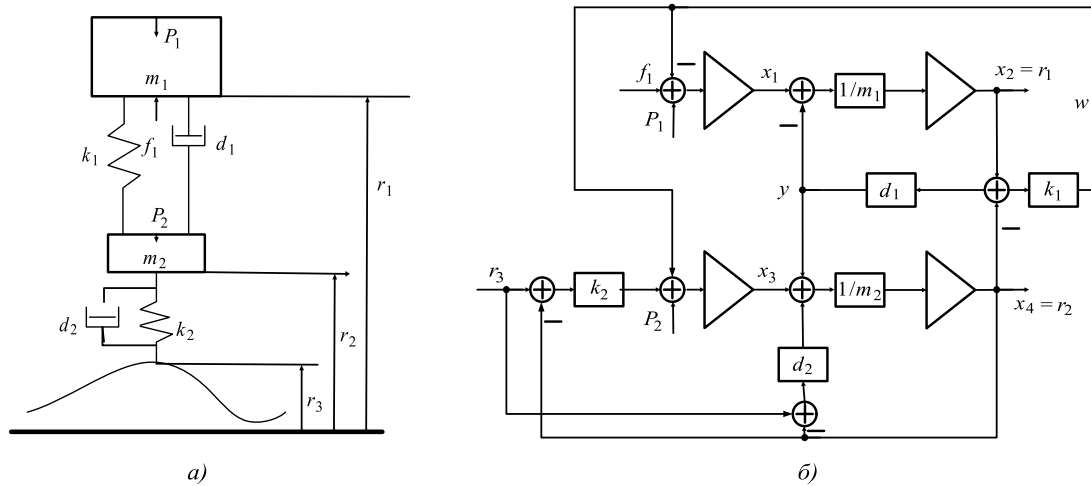 P1
m1
k1
f1
d1
r1
P2
m2
d2
k2
r2
r3
а)
f1
P1
x1
1/m1
x2 = r1
w
y
d1
k1
r3
k2
P2
x3
1/m2
x4 = r2
d2
б)